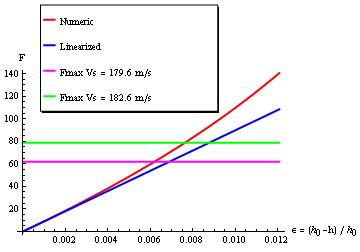 Numeric
Linearized
Fmax Vs = 179.6 m/s
Fmax Vs = 182.6 m/s
F
140
120
100
80
60
40
20
0.002 0.004 0.006 0.008 0.010 0.012
ϵ = (h0 -h) / h0